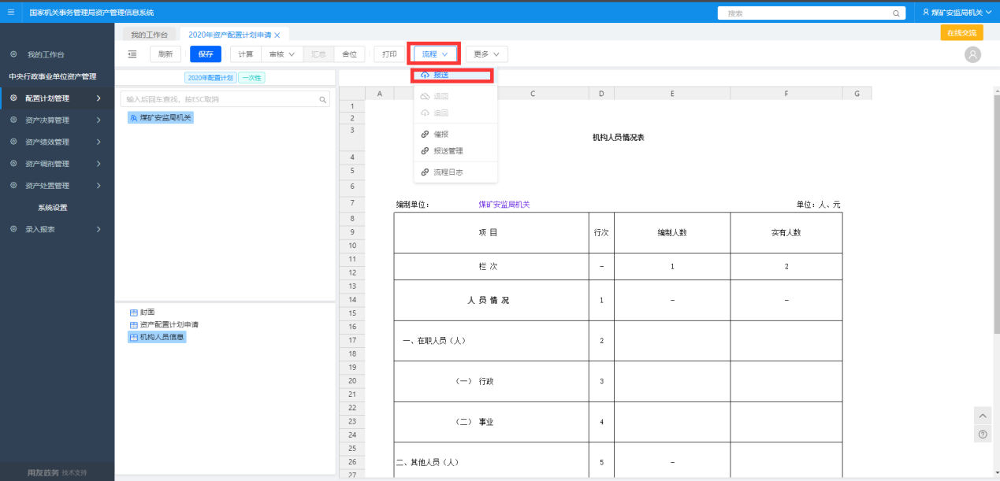 国家机关事务管理局资产管理信息系统
搜索
煤矿安监局机关
我的工作台
2020年资产配置计划申请
在线交流
刷新
保存
计算
审核
汇总
舍位
打印
流程
更多
报送
退回
追回
催报
报送管理
流程日志
我的工作台
中央行政事业单位资产管理
配置计划管理
资产决算管理
资产绩效管理
资产调剂管理
资产处置管理
系统设置
录入报表
用友政务 技术支持
2020年配置计划
一次性
输入后回车查找，按ESC取消
煤矿安监局机关
封面
资产配置计划申请
机构人员信息
A C D E F G
1
2
3
4
5
6
7
8
9
10
11
12
13
14
15
16
17
18
19
20
21
22
23
24
25
26
27
机构人员情况表
编制单位： 煤矿安监局机关 单位：人、元
项 目 行次 编制人数 实有人数
栏 次 — 1 2
人 员 情 况 1 — —
一、在职人员（人） 2
（一） 行政 3
（二） 事业 4
二、其他人员（人） 5 —